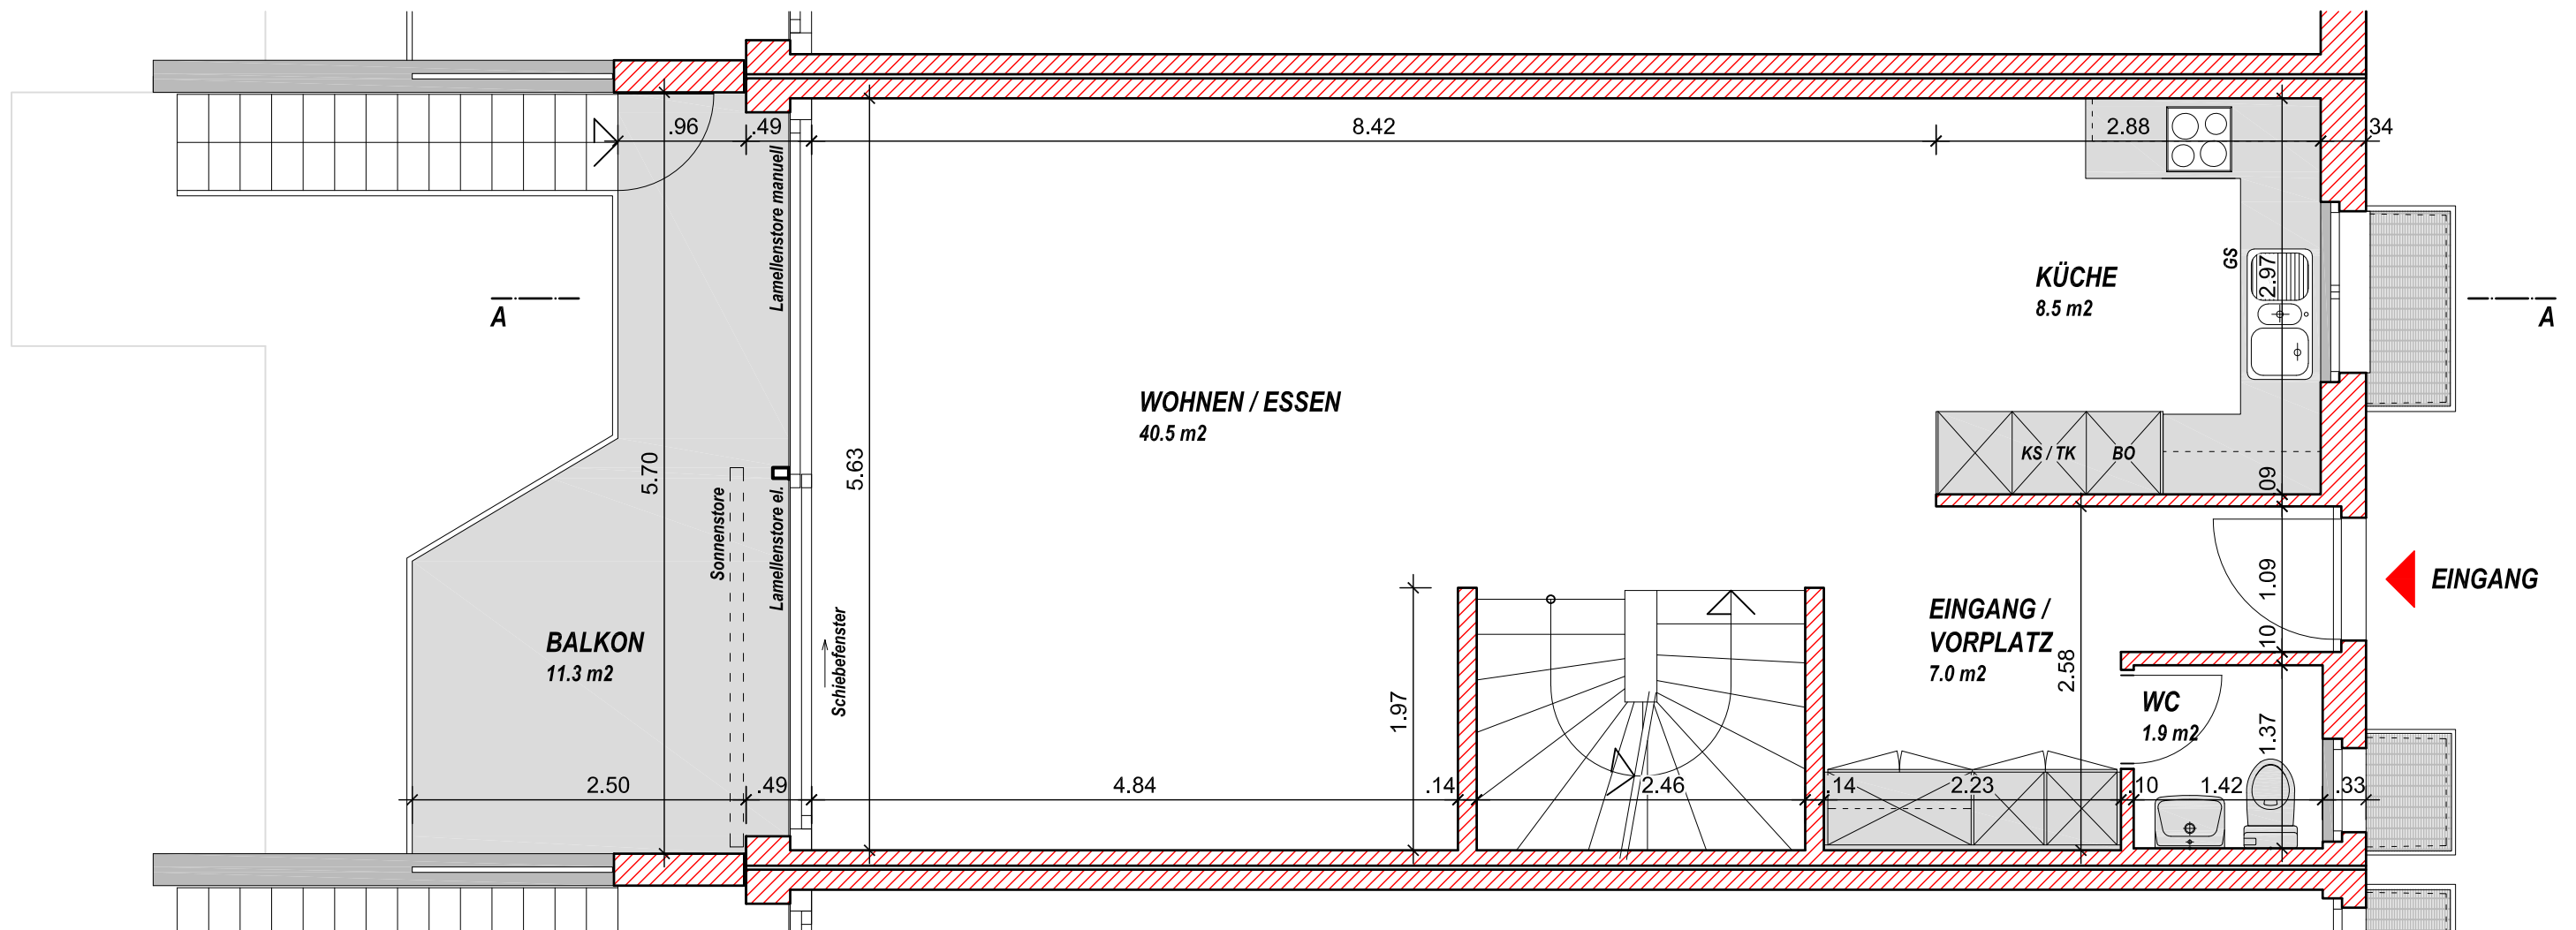 .96
.49
8.42
2.88
.34
Lamellenstore manuell
GS
2.97
KÜCHE
8.5 m2
A
A
WOHNEN / ESSEN
40.5 m2
KS / TK
BO
5.70
5.63
Sonnenstore
Lamellenstore el.
.09
1.09
EINGANG
.10
BALKON
11.3 m2
Schiebefenster
EINGANG /
VORPLATZ
7.0 m2
2.58
1.97
WC
1.9 m2
1.37
2.50
.49
4.84
.14
2.46
.14
2.23
.10
1.42
.33